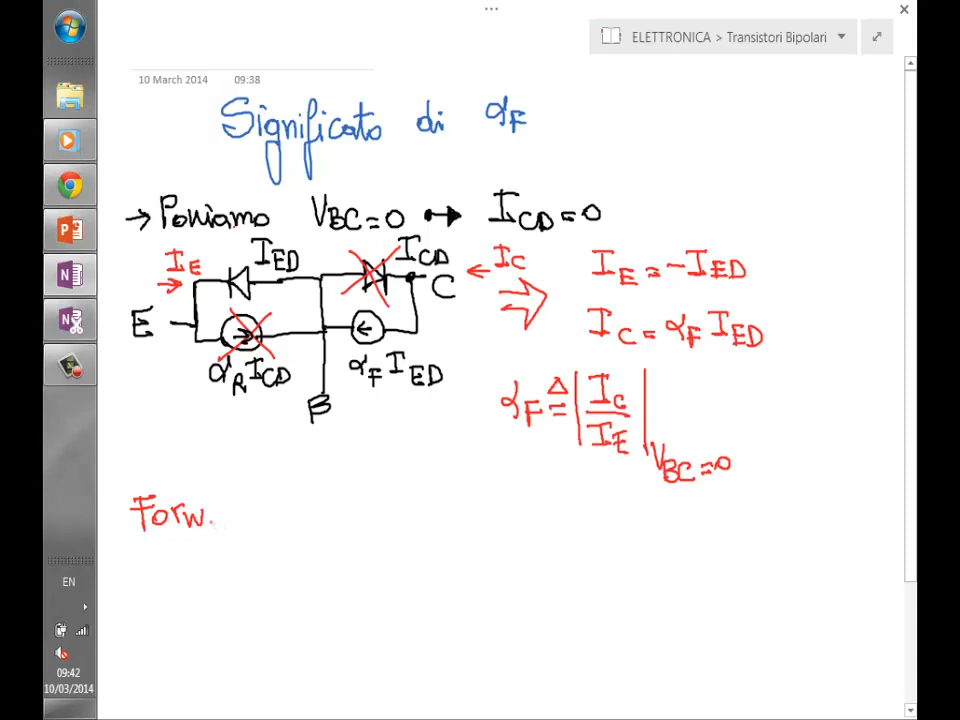 ELETTRONICA > Transistori Bipolari
10 March 2014 09:38
Significato di αF
→ Poniamo VBC=0 ↦ ICD=0
IE IED ICD IC
E C
αR ICD αF IED
B
IE = -IED
IC = αF IED
αF ≜ |IC/IE| VBC=0
Forw.
EN
09:42
10/03/2014